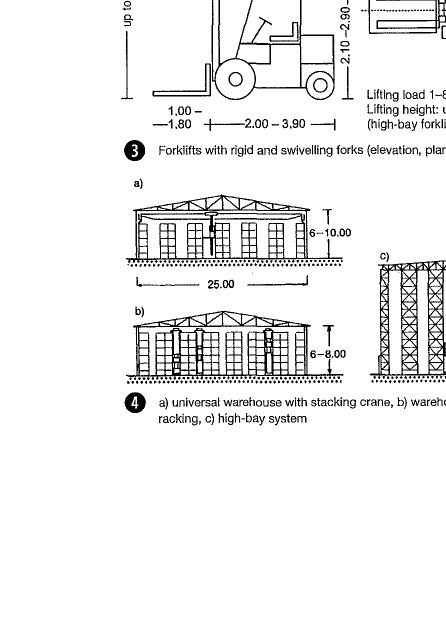 up to
2.10 –2.90–
1.00 –
1.80
2.00 - 3.90
Lifting load 1–8
Lifting height: u
(high-bay forkli
3 Forklifts with rigid and swivelling forks (elevation, plan
a)
6–10.00
25.00
b)
6–8.00
c)
4 a) universal warehouse with stacking crane, b) wareho
racking, c) high-bay system